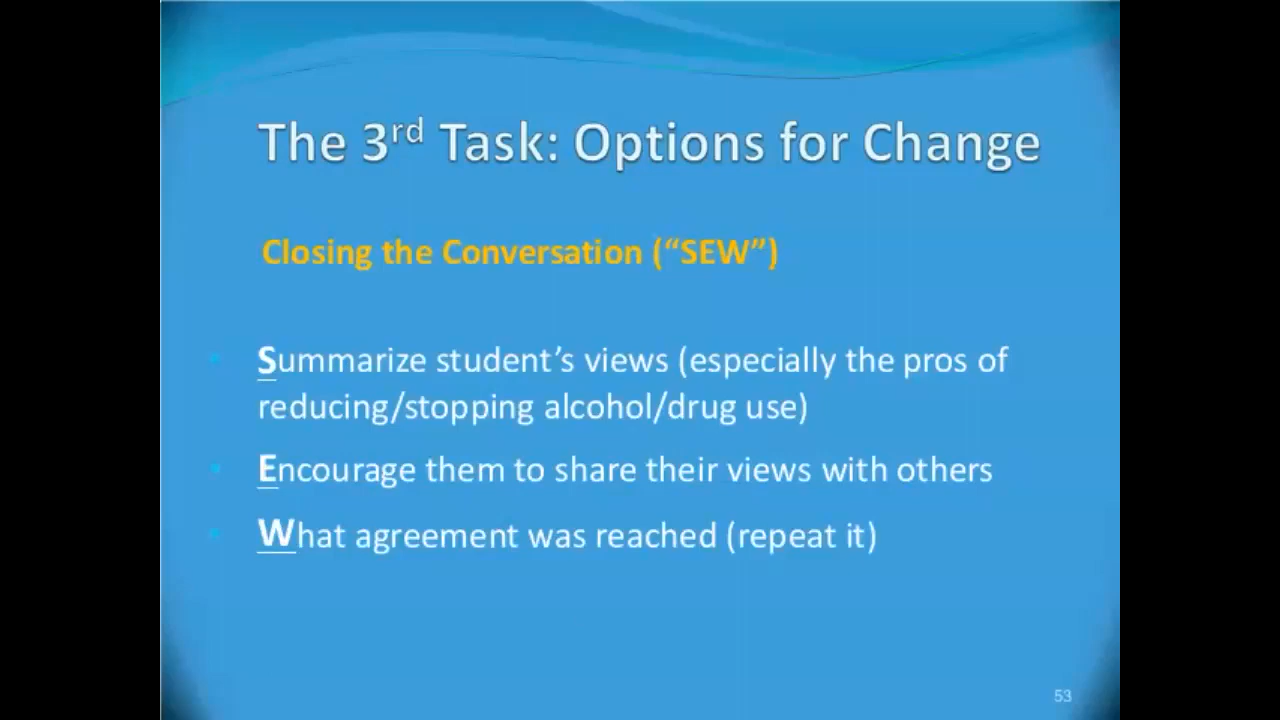 The 3rd Task: Options for Change
Closing the Conversation (“SEW”)
Summarize student’s views (especially the pros of
reducing/stopping alcohol/drug use)
Encourage them to share their views with others
What agreement was reached (repeat it)
53